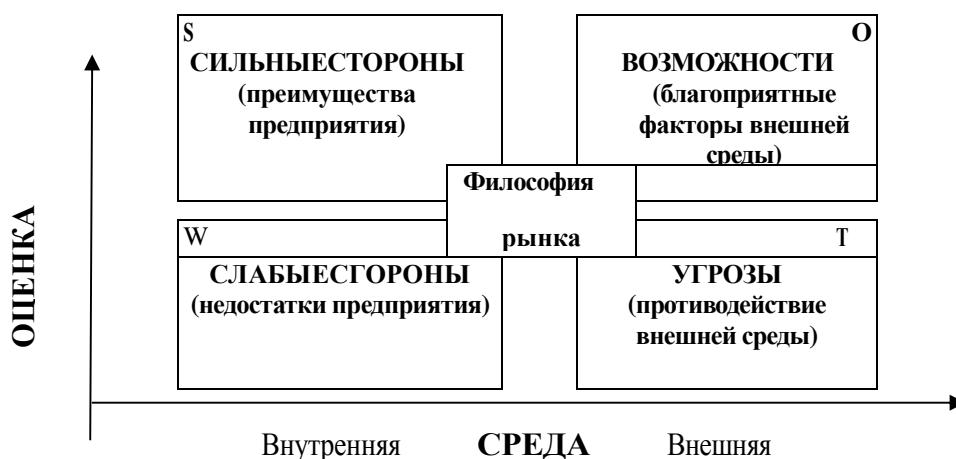 S
СИЛЬНЫЕСТОРОНЫ
(преимущества
предприятия)
O
ВОЗМОЖНОСТИ
(благоприятные
факторы внешней
среды)
Философия
рынка
W
СЛАБЫЕСГОРОНЫ
(недостатки предприятия)
T
УГРОЗЫ
(противодействие
внешней среды)
ОЦЕНКА
Внутренняя СРЕДА Внешняя